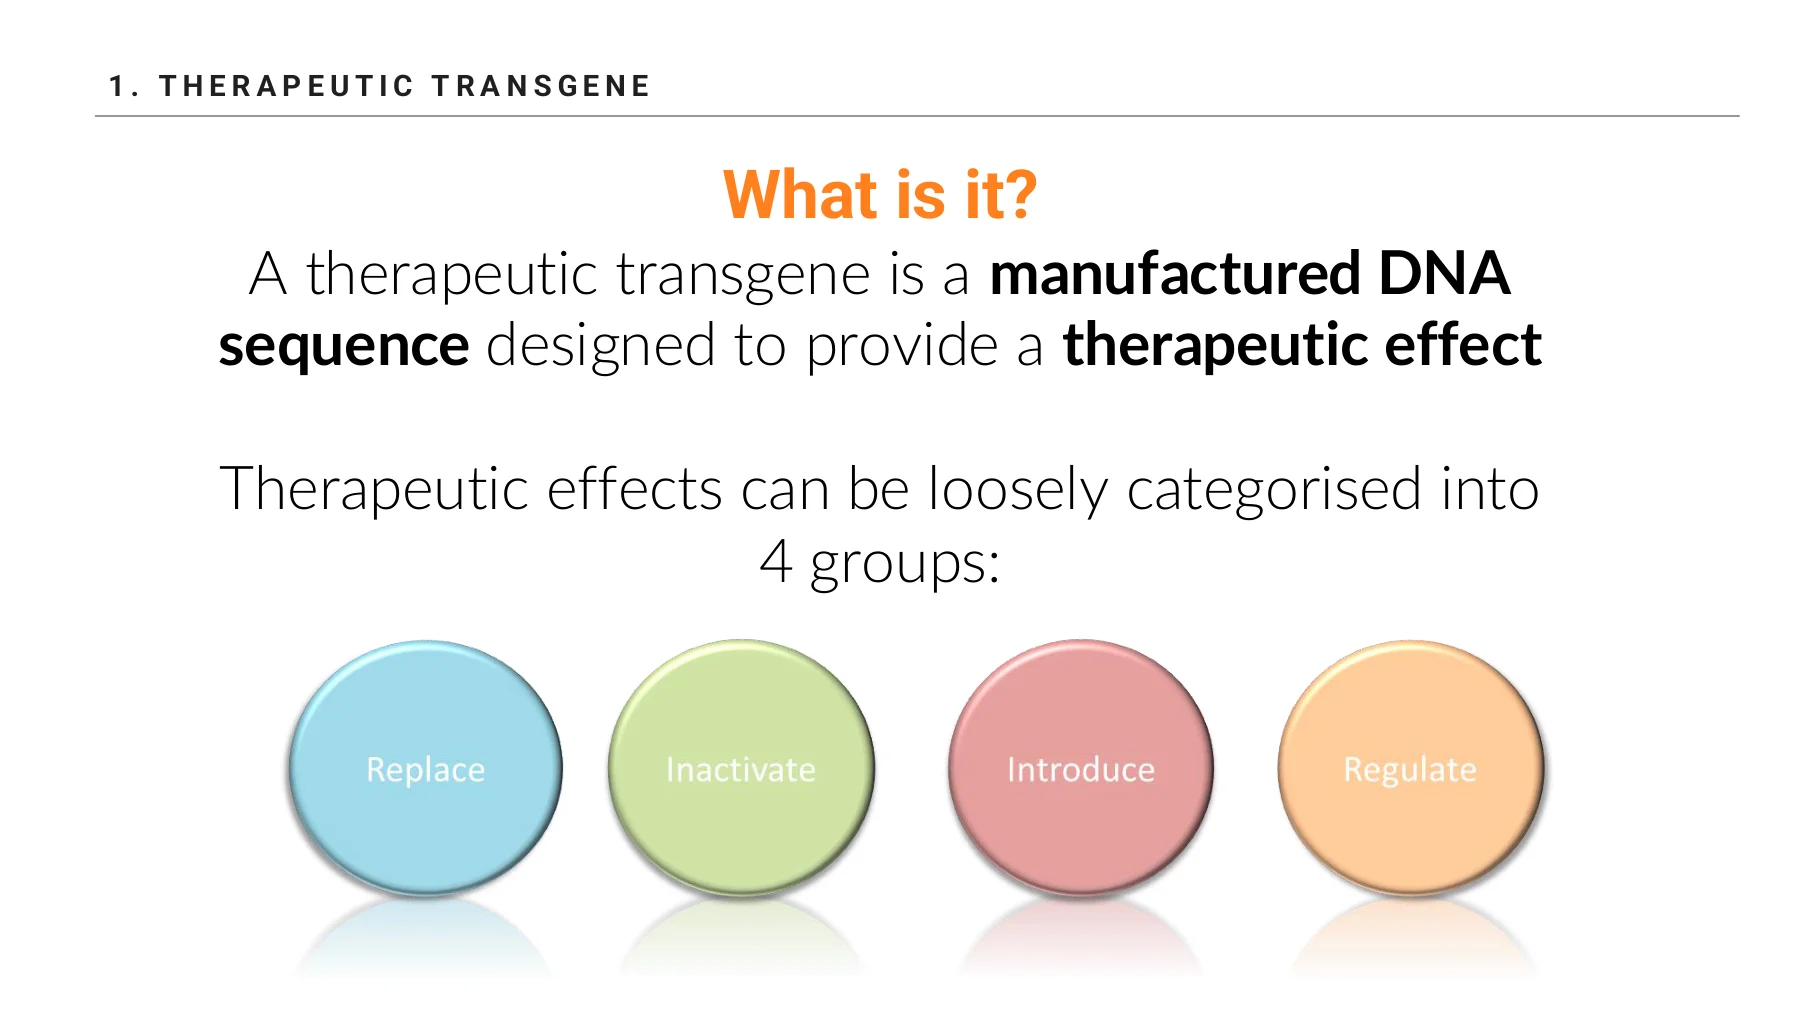 1. THERAPEUTIC TRANSGENE
What is it?
A therapeutic transgene is a manufactured DNA
sequence designed to provide a therapeutic effect
Therapeutic effects can be loosely categorised into
4 groups:
Replace
Inactivate
Introduce
Regulate